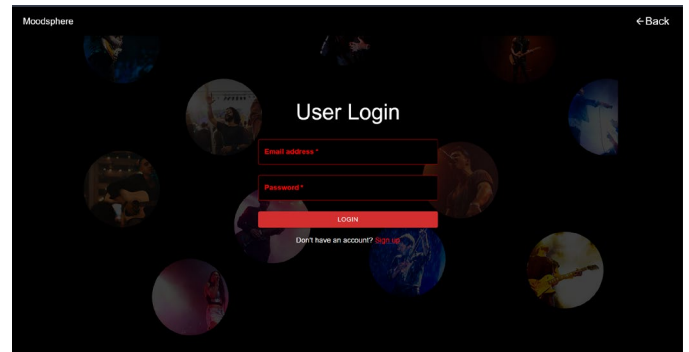 Moodsphere
←Back
User Login
Email address *
Password *
LOGIN
Don't have an account? Sign up